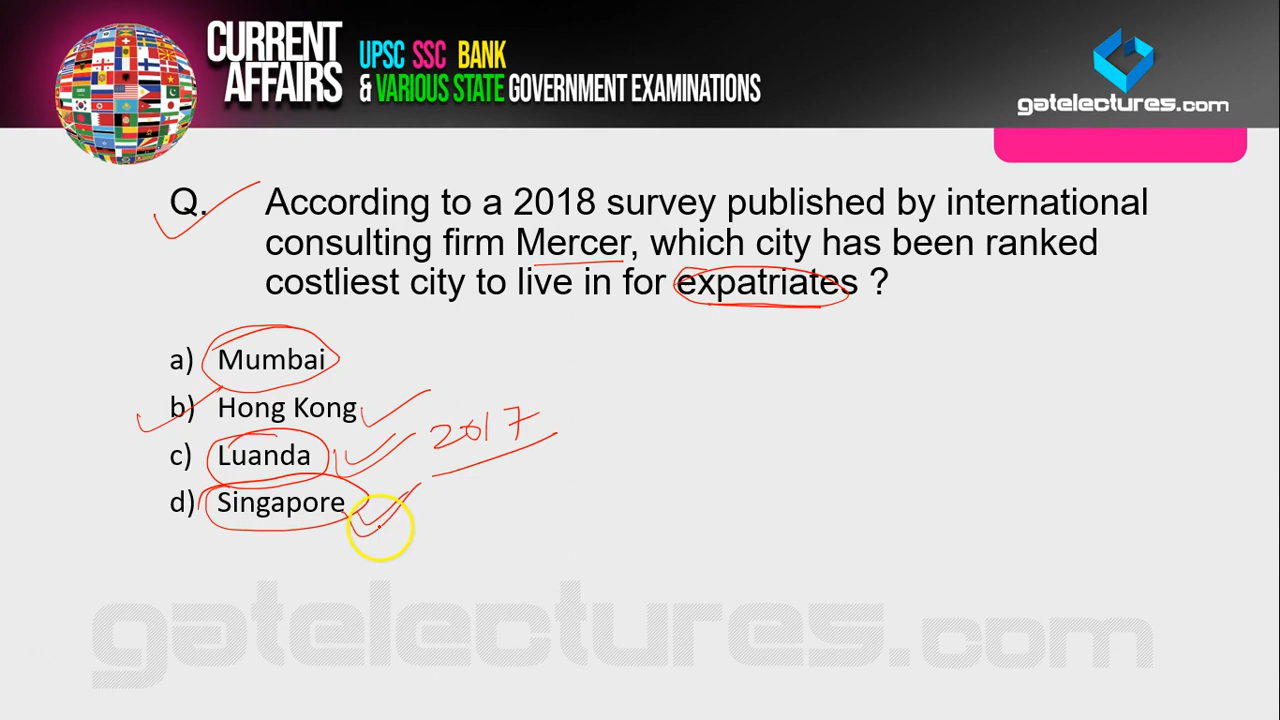 CURRENT
AFFAIRS
UPSC SSC BANK
& VARIOUS STATE GOVERNMENT EXAMINATIONS
gatelectures.com
Q. According to a 2018 survey published by international
consulting firm Mercer, which city has been ranked
costliest city to live in for expatriates ?
a) Mumbai
b) Hong Kong
2017
c) Luanda
d) Singapore
gatelectures.com